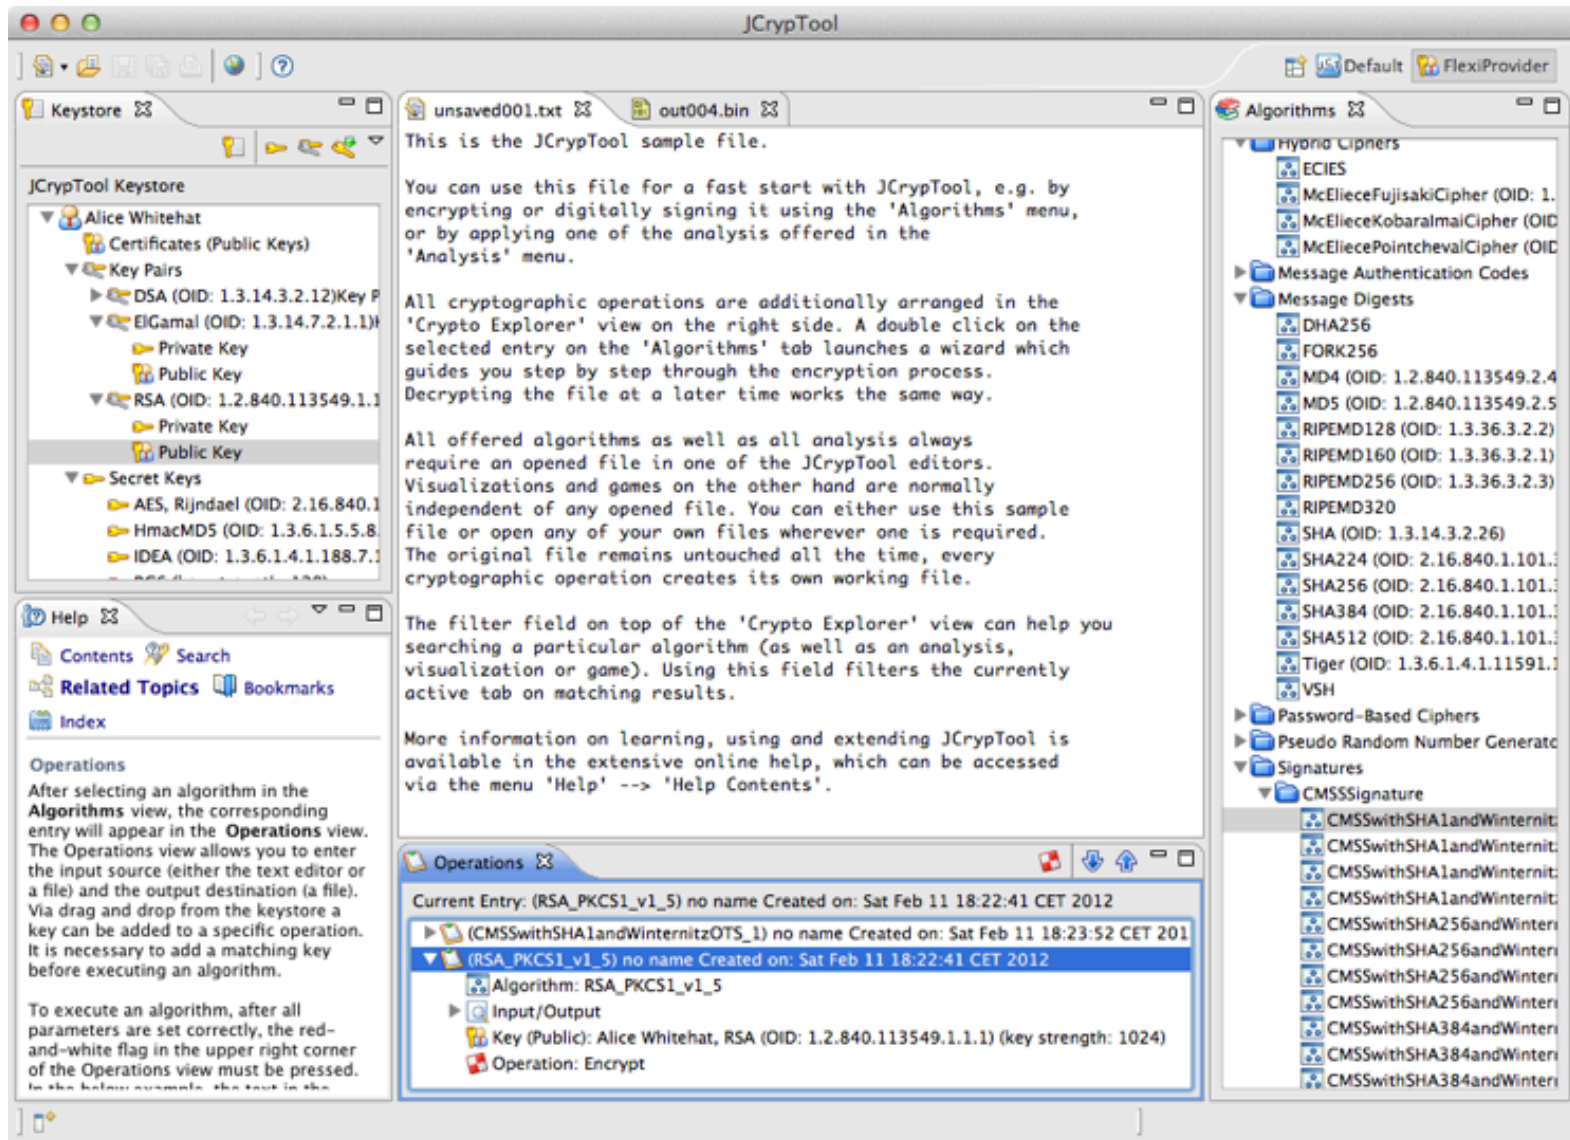 JCrypTool
Default
FlexiProvider
Keystore
JCrypTool Keystore
Alice Whitehat
Certificates (Public Keys)
Key Pairs
DSA (OID: 1.3.14.3.2.12)Key P
ElGamal (OID: 1.3.14.7.2.1.1)
Private Key
Public Key
RSA (OID: 1.2.840.113549.1.1
Private Key
Public Key
Secret Keys
AES, Rijndael (OID: 2.16.840.1
HmacMD5 (OID: 1.3.6.1.5.5.8.
IDEA (OID: 1.3.6.1.4.1.188.7.1
Help
Contents Search
Related Topics Bookmarks
Index
Operations
After selecting an algorithm in the
Algorithms view, the corresponding
entry will appear in the Operations view.
The Operations view allows you to enter
the input source (either the text editor or
a file) and the output destination (a file).
Via drag and drop from the keystore a
key can be added to a specific operation.
It is necessary to add a matching key
before executing an algorithm.
To execute an algorithm, after all
parameters are set correctly, the red-
and-white flag in the upper right corner
of the Operations view must be pressed.
In the below example, the text in the
unsaved001.txt
out004.bin
This is the JCrypTool sample file.
You can use this file for a fast start with JCrypTool, e.g. by
encrypting or digitally signing it using the 'Algorithms' menu,
or by applying one of the analysis offered in the
'Analysis' menu.
All cryptographic operations are additionally arranged in the
'Crypto Explorer' view on the right side. A double click on the
selected entry on the 'Algorithms' tab launches a wizard which
guides you step by step through the encryption process.
Decrypting the file at a later time works the same way.
All offered algorithms as well as all analysis always
require an opened file in one of the JCrypTool editors.
Visualizations and games on the other hand are normally
independent of any opened file. You can either use this sample
file or open any of your own files wherever one is required.
The original file remains untouched all the time, every
cryptographic operation creates its own working file.
The filter field on top of the 'Crypto Explorer' view can help you
searching a particular algorithm (as well as an analysis,
visualization or game). Using this field filters the currently
active tab on matching results.
More information on learning, using and extending JCrypTool is
available in the extensive online help, which can be accessed
via the menu 'Help' --> 'Help Contents'.
Operations
Current Entry: (RSA_PKCS1_v1_5) no name Created on: Sat Feb 11 18:22:41 CET 2012
(CMSSwithSHA1andWinternitzOTS_1) no name Created on: Sat Feb 11 18:23:52 CET 201
(RSA_PKCS1_v1_5) no name Created on: Sat Feb 11 18:22:41 CET 2012
Algorithm: RSA_PKCS1_v1_5
Input/Output
Key (Public): Alice Whitehat, RSA (OID: 1.2.840.113549.1.1.1) (key strength: 1024)
Operation: Encrypt
Algorithms
Hybrid Ciphers
ECIES
McElieceFujisakiCipher (OID: 1.
McElieceKobaraImaiCipher (OID
McEliecePointchevalCipher (OID
Message Authentication Codes
Message Digests
DHA256
FORK256
MD4 (OID: 1.2.840.113549.2.4
MD5 (OID: 1.2.840.113549.2.5
RIPEMD128 (OID: 1.3.36.3.2.2)
RIPEMD160 (OID: 1.3.36.3.2.1)
RIPEMD256 (OID: 1.3.36.3.2.3)
RIPEMD320
SHA (OID: 1.3.14.3.2.26)
SHA224 (OID: 2.16.840.1.101.
SHA256 (OID: 2.16.840.1.101.
SHA384 (OID: 2.16.840.1.101.
SHA512 (OID: 2.16.840.1.101.
Tiger (OID: 1.3.6.1.4.1.11591.1
VSH
Password-Based Ciphers
Pseudo Random Number Generato
Signatures
CMSSSignature
CMSSwithSHA1andWinternit
CMSSwithSHA1andWinternit
CMSSwithSHA1andWinternit
CMSSwithSHA1andWinternit
CMSSwithSHA256andWinter
CMSSwithSHA256andWinter
CMSSwithSHA256andWinter
CMSSwithSHA256andWinter
CMSSwithSHA384andWinter
CMSSwithSHA384andWinter
CMSSwithSHA384andWinter